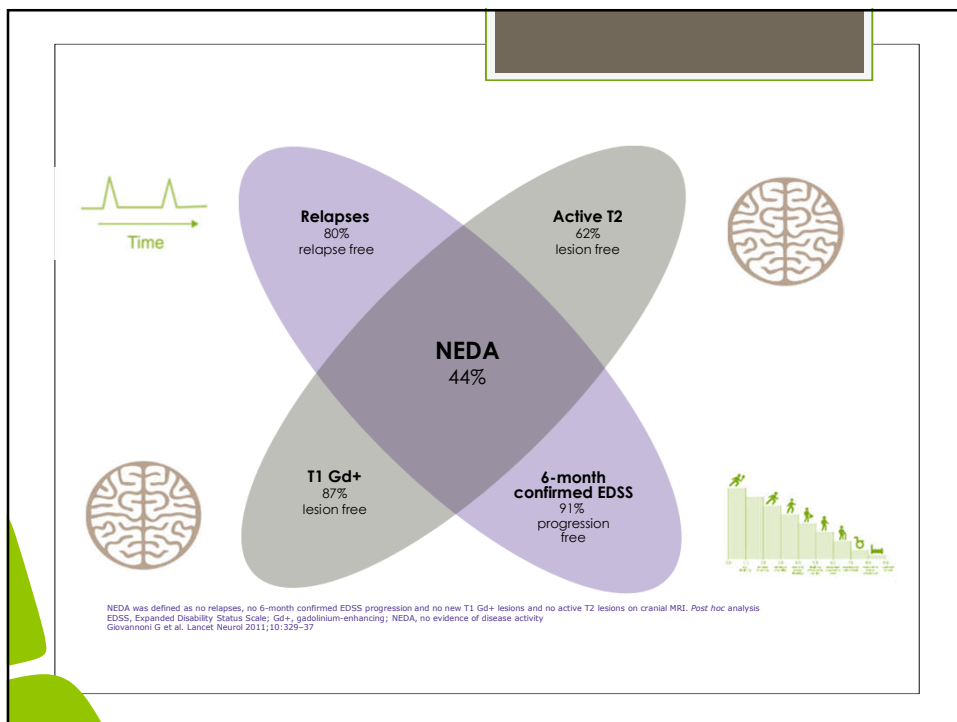 Time
Relapses
80%
relapse free
Active T2
62%
lesion free
NEDA
44%
T1 Gd+
87%
lesion free
6-month
confirmed EDSS
91%
progression
free
NEDA was defined as no relapses, no 6-month confirmed EDSS progression and no new T1 Gd+ lesions and no active T2 lesions on cranial MRI. Post hoc analysis
EDSS, Expanded Disability Status Scale; Gd+, gadolinium-enhancing; NEDA, no evidence of disease activity
Giovannoni G et al. Lancet Neurol 2011;10:329–37